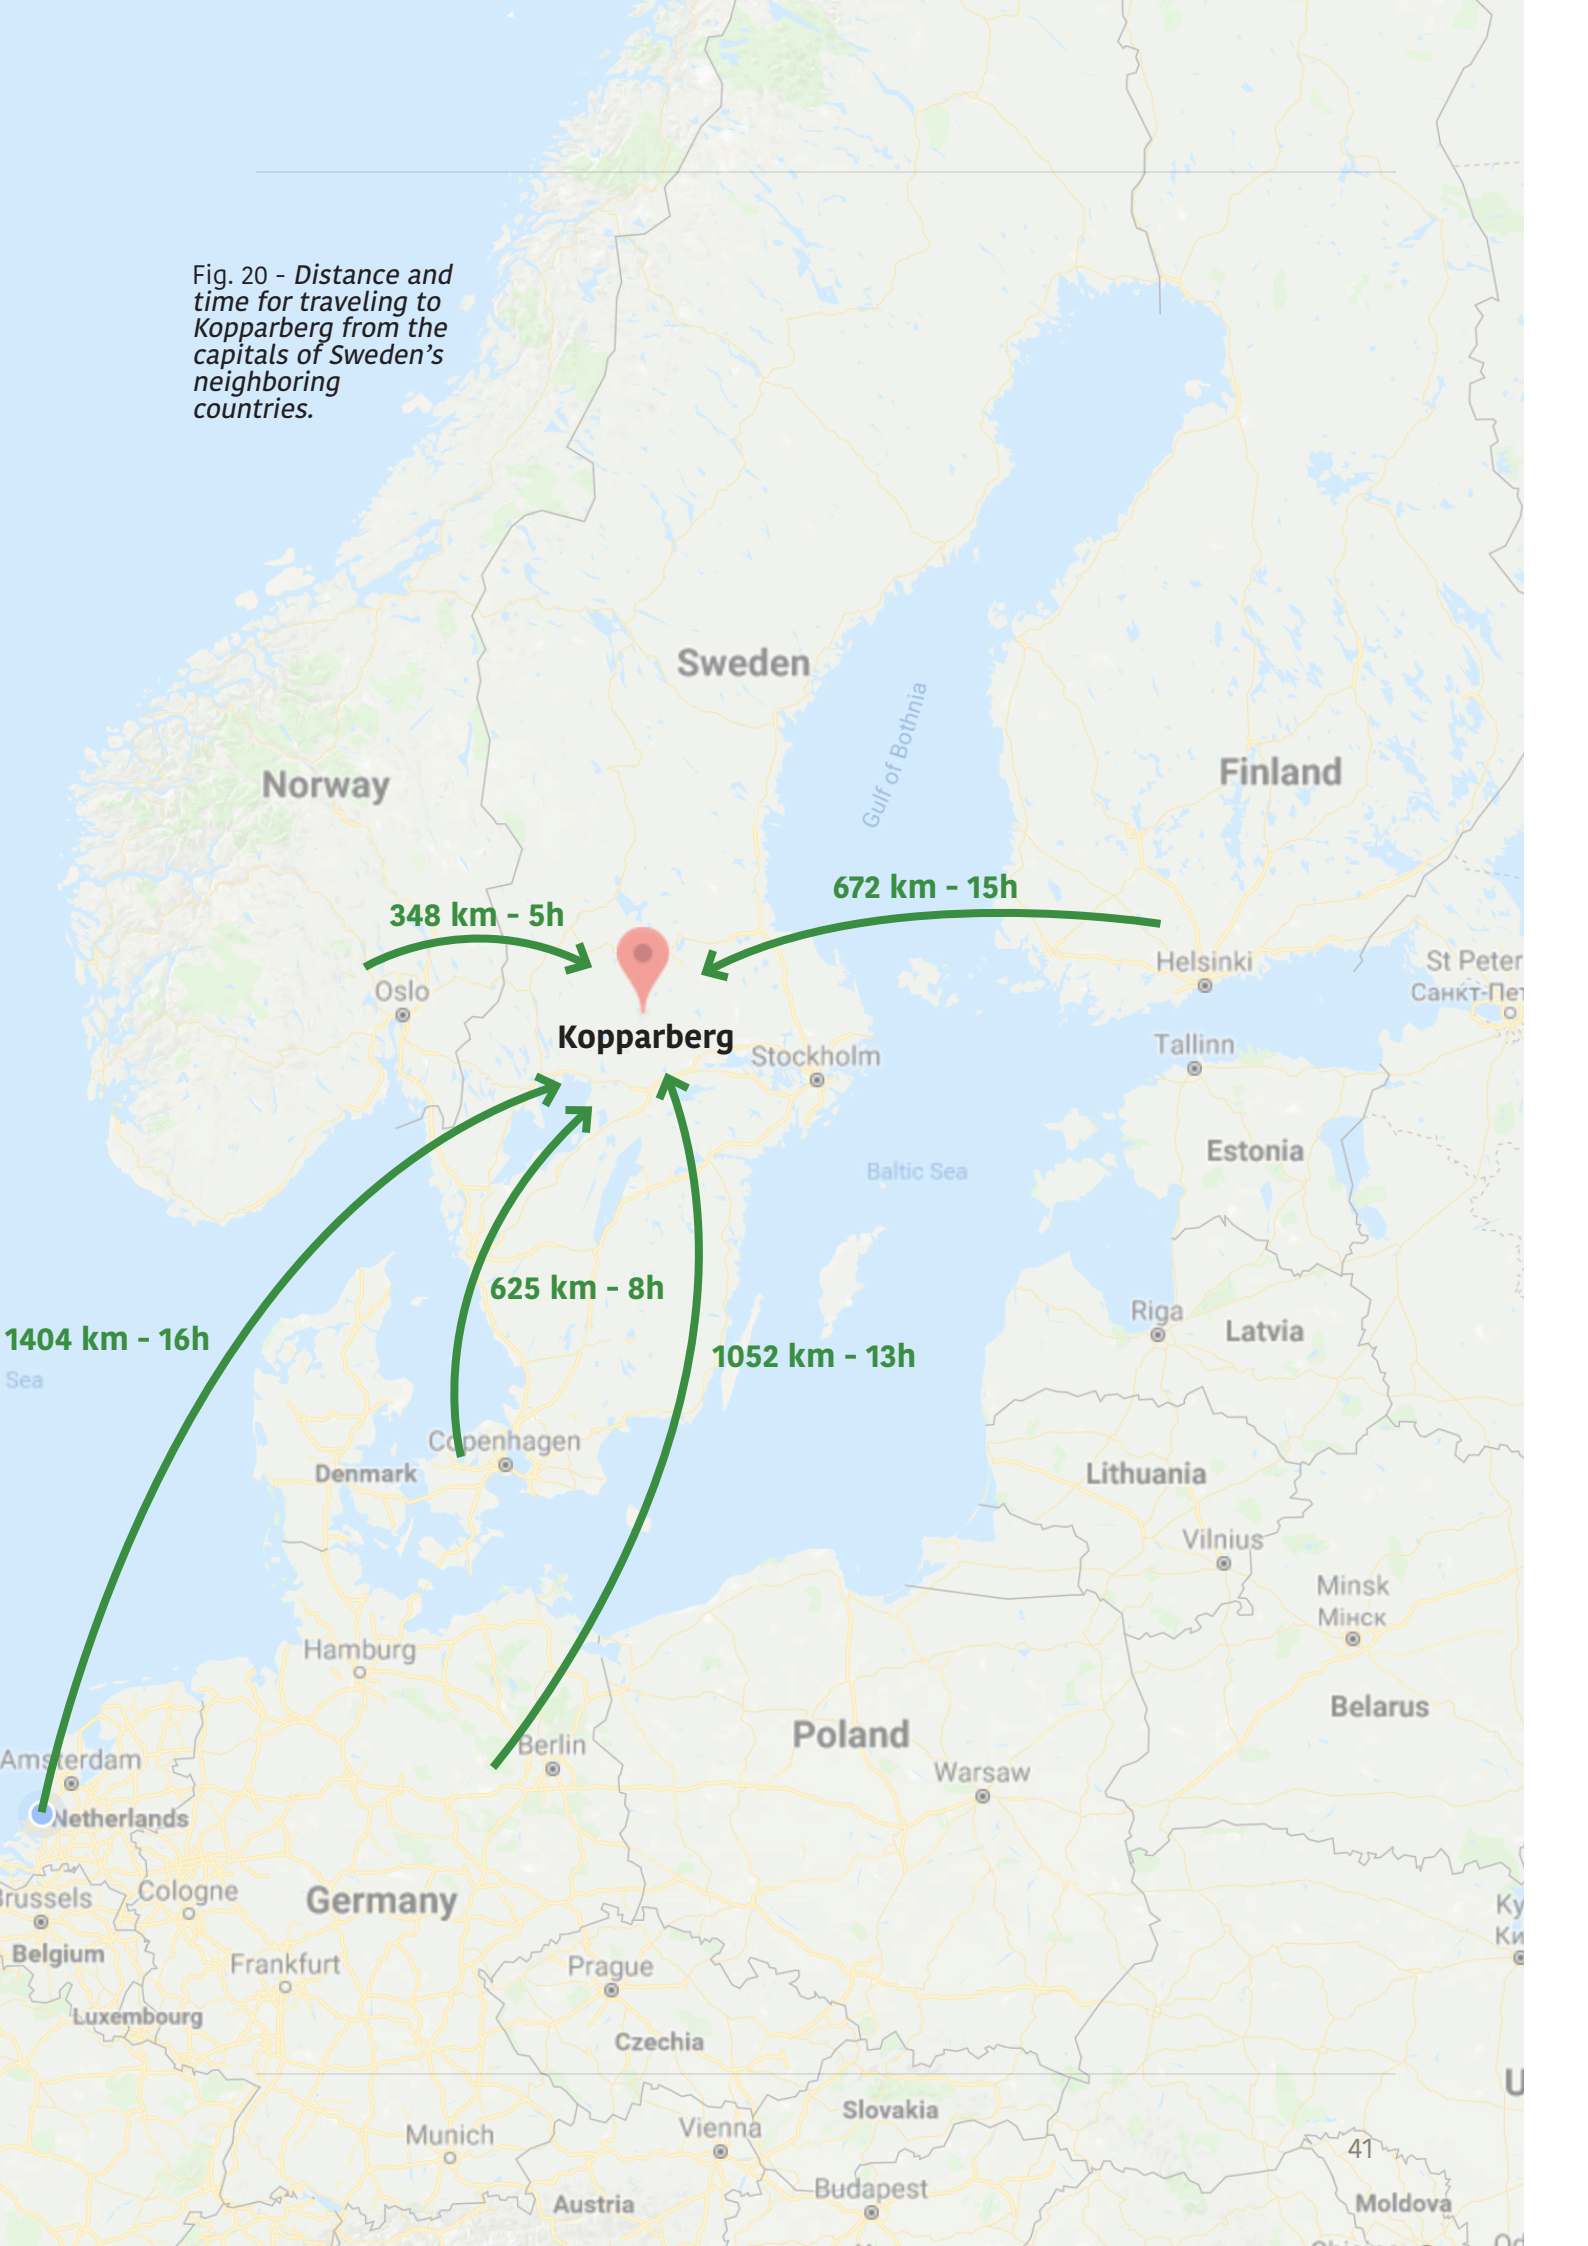 Fig. 20 - Distance and
time for traveling to
Kopparberg from the
capitals of Sweden's
neighboring
countries.
Sweden
Gulf of Bothnia
Norway
Finland
672 km - 15h
348 km - 5h
Helsinki
St Peter
Санкт-Пет
Oslo
Kopparberg
Stockholm
Tallinn
Estonia
Baltic Sea
625 km - 8h
Riga
Latvia
1404 km - 16h
1052 km - 13h
Sea
Copenhagen
Denmark
Lithuania
Vilnius
Minsk
Мінск
Hamburg
Belarus
Poland
Berlin
Amsterdam
Warsaw
Netherlands
Cologne
Brussels
Germany
Ky
Ки
Belgium
Frankfurt
Prague
Luxembourg
Czechia
U
Slovakia
Munich
Vienna
41
Budapest
Austria
Moldova